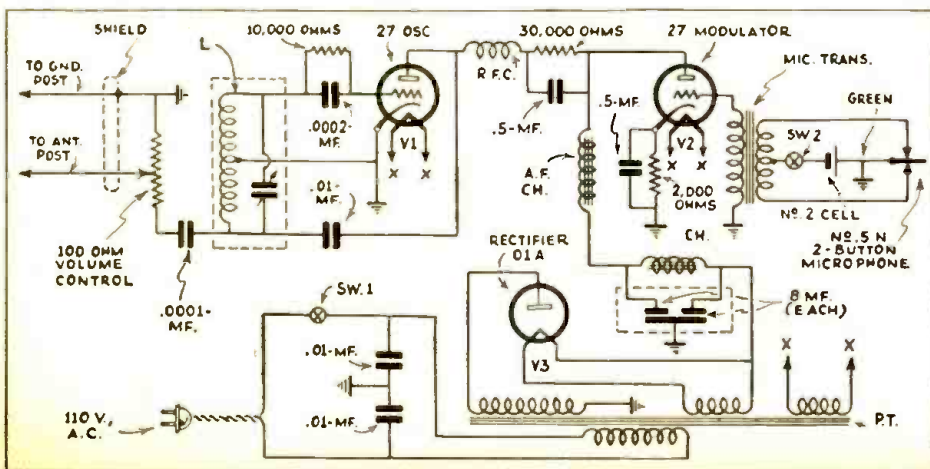 SHIELD
TO GND.
POST
L
10,000 OHMS
27 OSC
30,000 OHMS
27 MODULATOR
MIC. TRANS.
R.F.C.
GREEN
.5-MF.
.5-MF.
SW.2
TO ANT.
POST
.0002-
MF.
V1
X X
V2
X X
A.F.
CH.
2,000
OHMS
NO. 2 CELL
.01-
MF.
CH.
NO. 5 N
2-BUTTON
MICROPHONE
100 OHM
VOLUME
CONTROL
RECTIFIER
01A
8 MF.
(EACH)
.0001-
MF.
SW.1
.01-MF.
V3
X X
110 V.,
A.C.
.01-MF.
P.T.